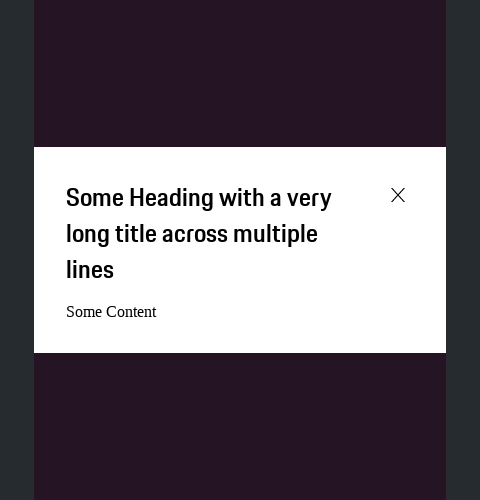 Some Heading with a very
long title across multiple
lines
Some Content